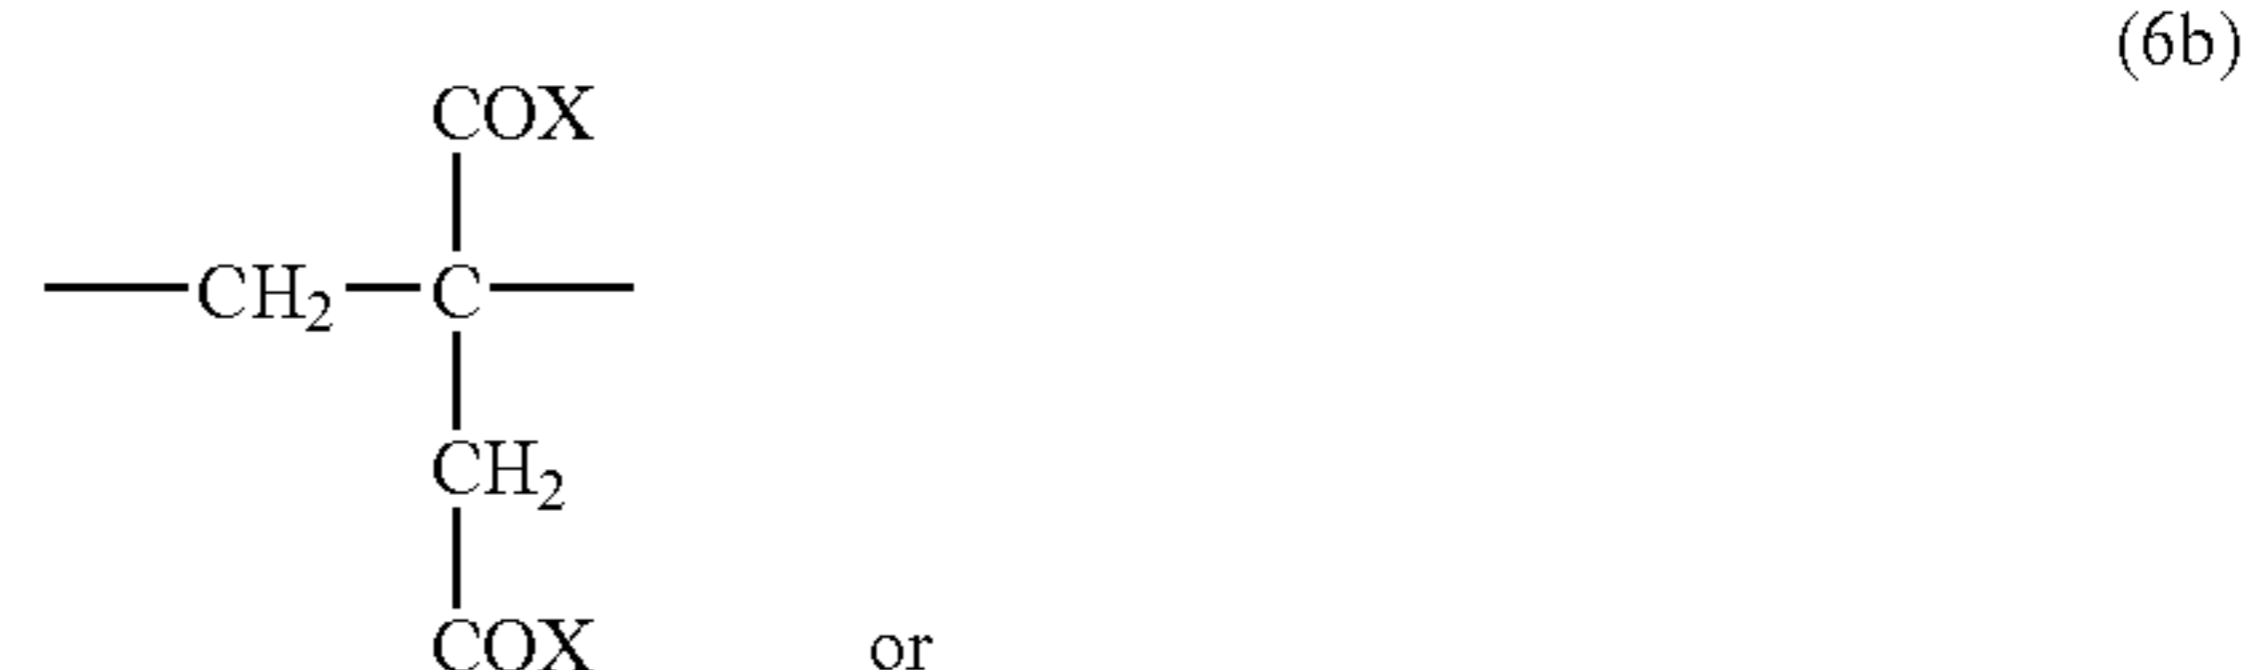 (6b)
COX
CH₂ C
CH₂
COX or